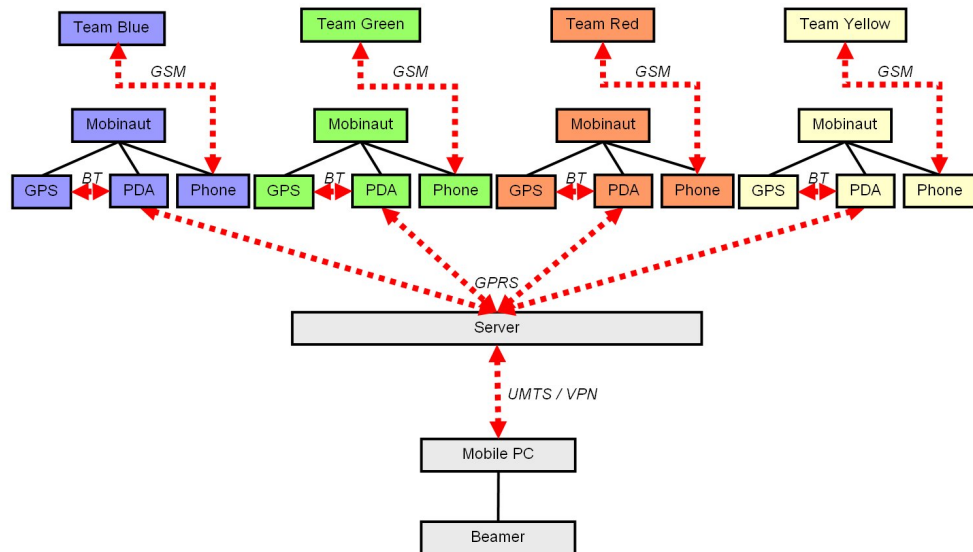 Team Blue
Team Green
Team Red
Team Yellow
GSM
GSM
GSM
GSM
Mobinaut
Mobinaut
Mobinaut
Mobinaut
GPS
BT
PDA
Phone
GPS
BT
PDA
Phone
GPS
BT
PDA
Phone
GPS
BT
PDA
Phone
GPRS
Server
UMTS / VPN
Mobile PC
Beamer